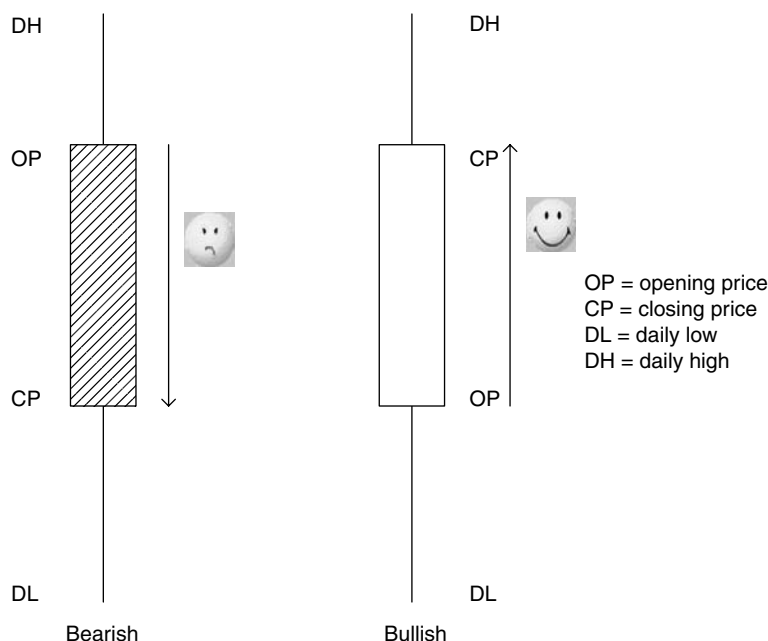 DH
OP
CP
DL
Bearish
DH
CP
OP
DL
Bullish
OP = opening price
CP = closing price
DL = daily low
DH = daily high